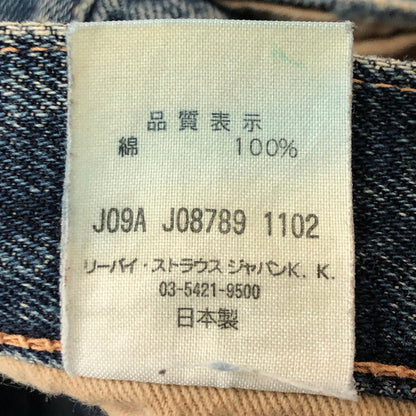 品質表示
綿 100%
J09A J08789 1102
リーバイ・ストラウス ジャパンK. K.
03-5421-9500
日本製